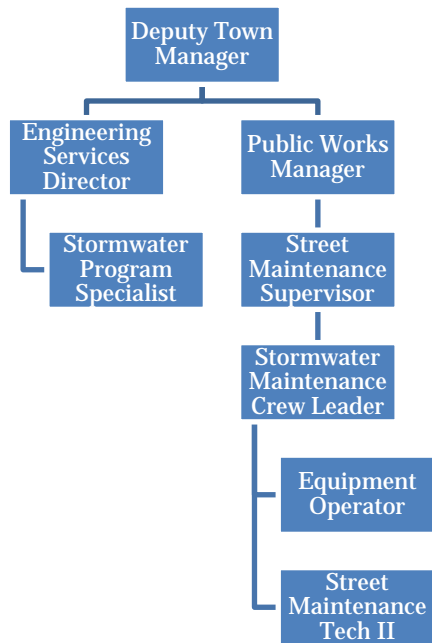 Deputy Town
Manager
Engineering
Services
Director
Public Works
Manager
Stormwater
Program
Specialist
Street
Maintenance
Supervisor
Stormwater
Maintenance
Crew Leader
Equipment
Operator
Street
Maintenance
Tech II